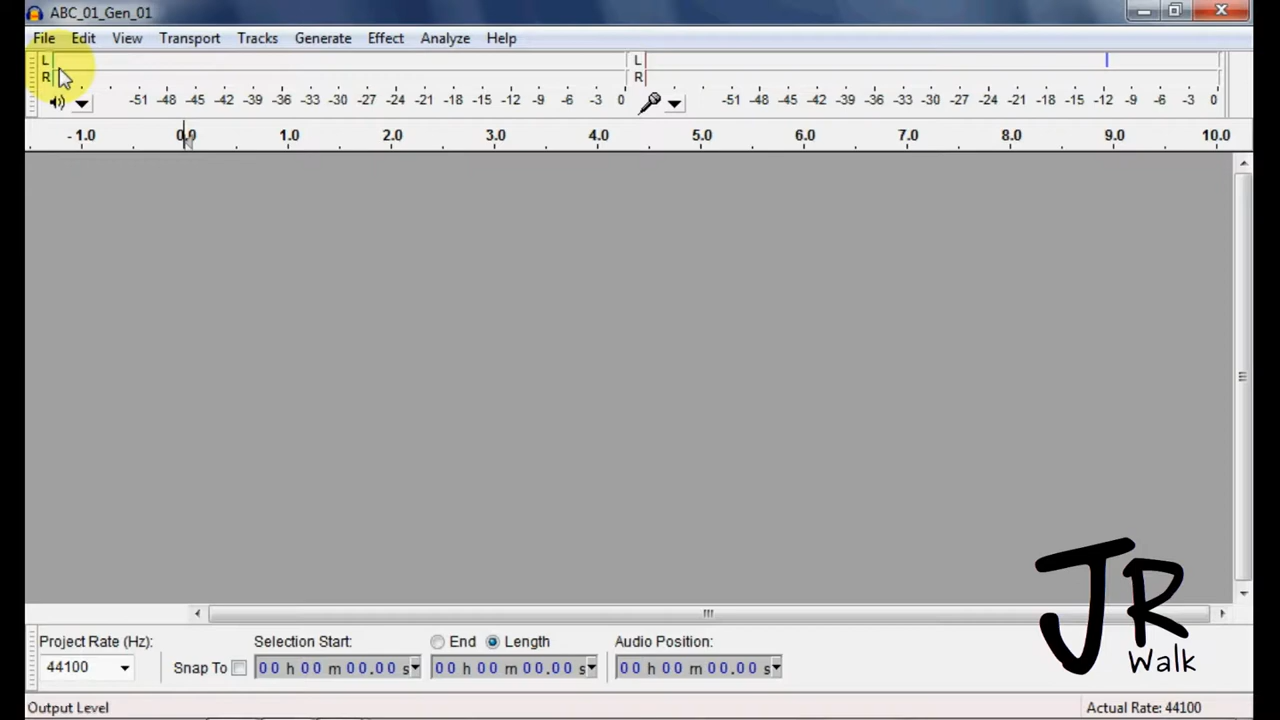 ABC_01_Gen_01
File Edit View Transport Tracks Generate Effect Analyze Help
L L
R R
-51 -48 -45 -42 -39 -36 -33 -30 -27 -24 -21 -18 -15 -12 -9 -6 -3 0 -51 -48 -45 -42 -39 -36 -33 -30 -27 -24 -21 -18 -15 -12 -9 -6 -3 0
- 1.0 0.0 1.0 2.0 3.0 4.0 5.0 6.0 7.0 8.0 9.0 10.0
JR
Walk
Project Rate (Hz): Selection Start: End Length Audio Position:
44100 Snap To 00 h 00 m 00.00 s 00 h 00 m 00.00 s 00 h 00 m 00.00 s
Output Level Actual Rate: 44100